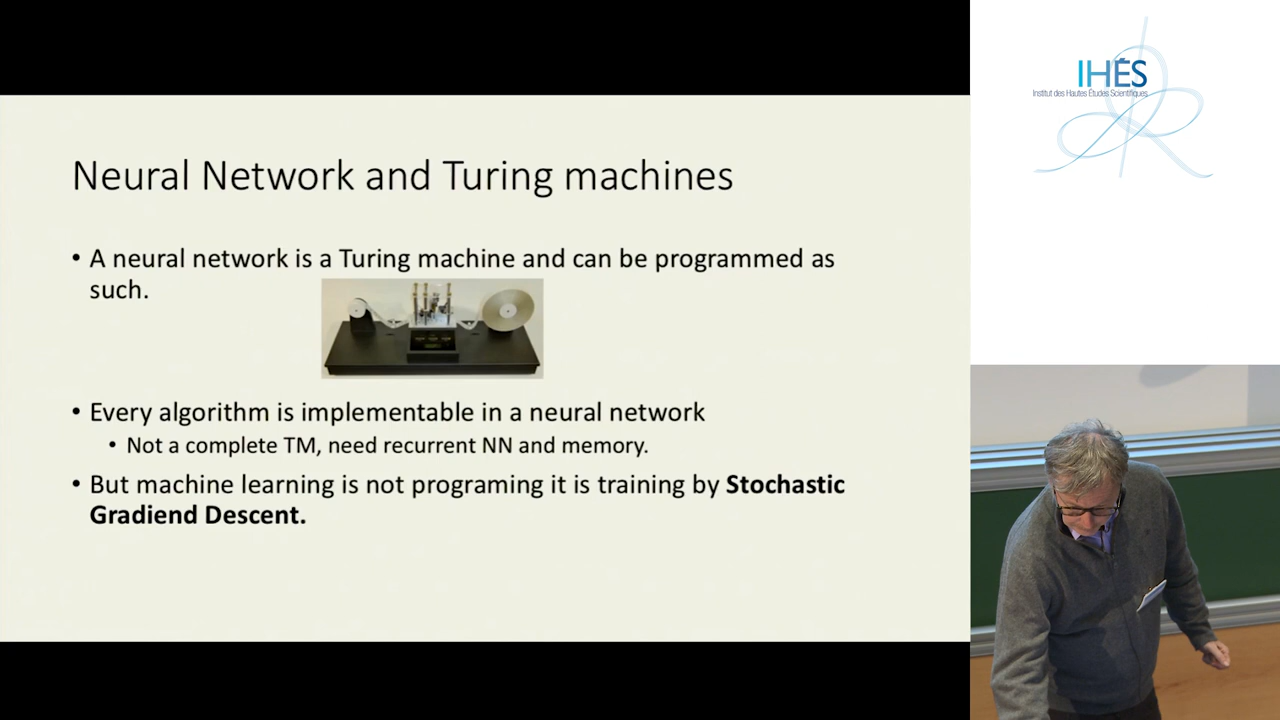 Neural Network and Turing machines
• A neural network is a Turing machine and can be programmed as
such.
• Every algorithm is implementable in a neural network
• Not a complete TM, need recurrent NN and memory.
• But machine learning is not programing it is training by Stochastic
Gradiend Descent.
IHÉS
Institut des Hautes Études Scientifiques